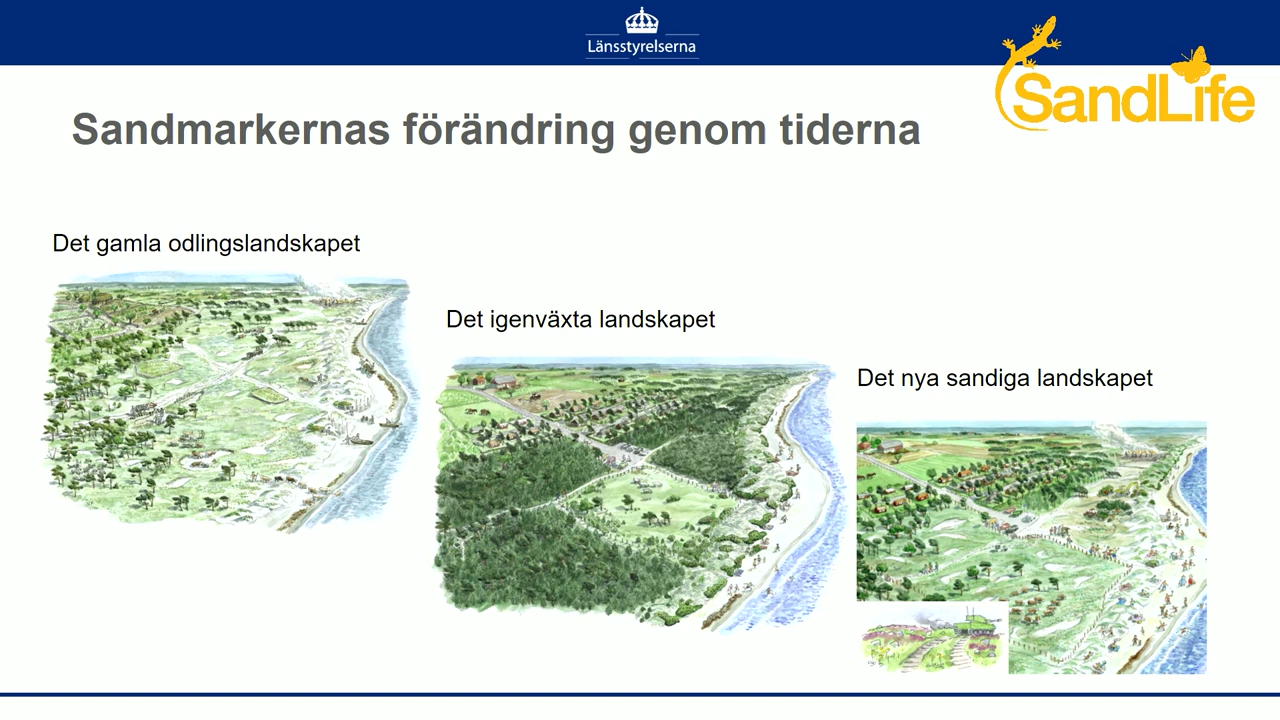 Länsstyrelserna
SandLife
Sandmarkernas förändring genom tiderna
Det gamla odlingslandskapet
Det igenväxta landskapet
Det nya sandiga landskapet